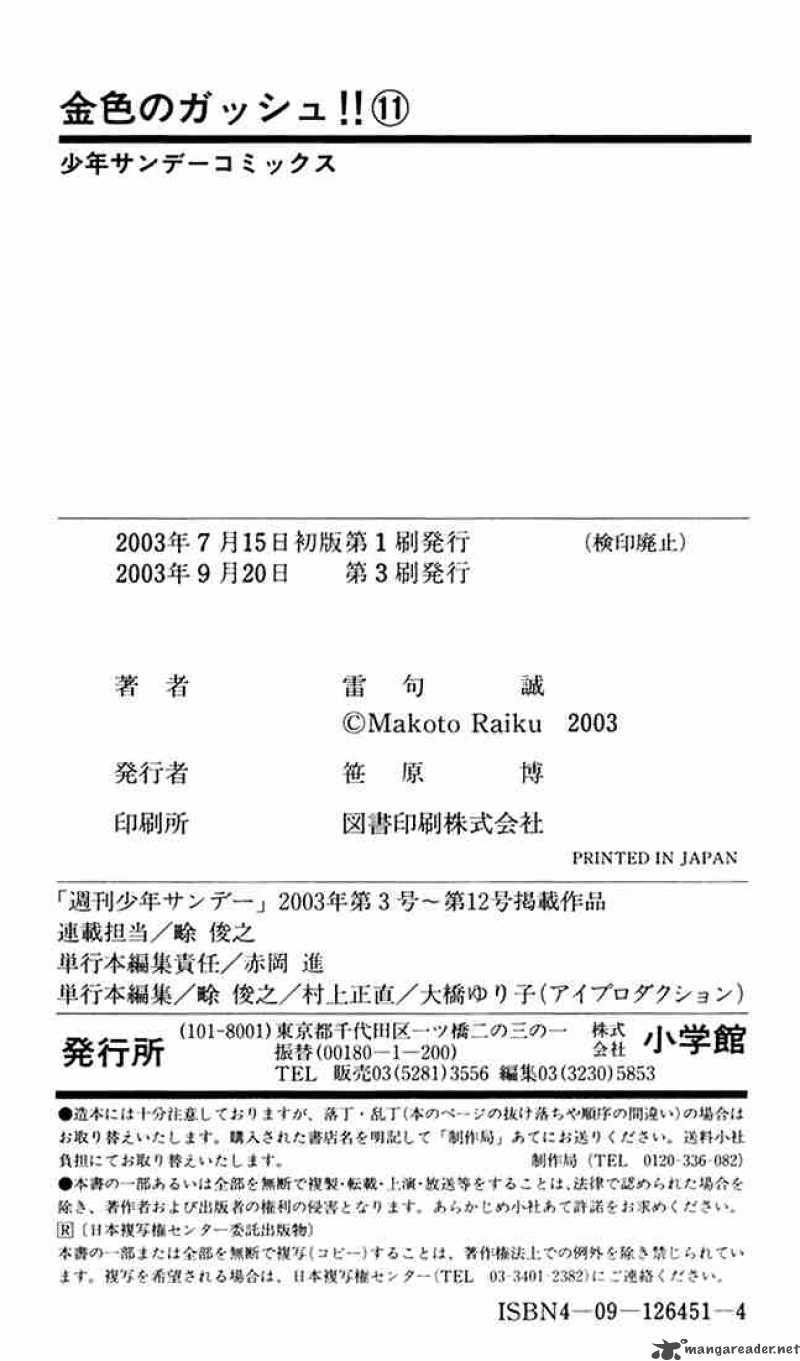 金色のガッシュ!!⑪
少年サンデーコミックス
2003年7月15日初版第1刷発行 (検印廃止)
2003年9月20日 第3刷発行
著者 雷句 誠
©Makoto Raiku 2003
発行者 笹原 博
印刷所 図書印刷株式会社
PRINTED IN JAPAN
「週刊少年サンデー」2003年第3号～第12号掲載作品
連載担当／畭 俊之
単行本編集責任／赤岡 進
単行本編集／畭 俊之／村上正直／大橋ゆり子(アイプロダクション)
発行所 (101-8001)東京都千代田区一ツ橋二の三の一 株式会社 小学館
振替(00180－1－200)
TEL 販売03(5281)3556 編集03(3230)5853
●造本には十分注意しておりますが、落丁・乱丁(本のページの抜け落ちや順序の間違い)の場合は
お取り替えいたします。購入された書店名を明記して「制作局」あてにお送りください。送料小社
負担にてお取り替えいたします。 制作局(TEL 0120-336-082)
●本書の一部あるいは全部を無断で複製・転載・上演・放送等をすることは、法律で認められた場合を
除き、著作者および出版者の権利の侵害となります。あらかじめ小社あて許諾をお求めください。
R〔日本複写権センター委託出版物〕
本書の一部または全部を無断で複写(コピー)することは、著作権法上での例外を除き禁じられてい
ます。複写を希望される場合は、日本複写権センター(TEL 03-3401-2382)にご連絡ください。
ISBN4－09－126451－4
mangareader.net